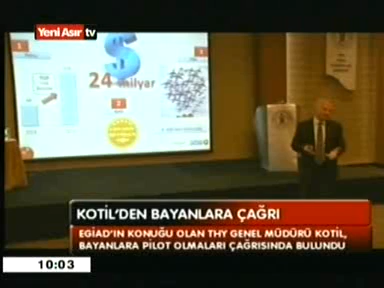 Yeni Asır tv
24 milyar
KOTİL'DEN BAYANLARA ÇAĞRI
EGİAD'IN KONUĞU OLAN THY GENEL MÜDÜRÜ KOTİL,
BAYANLARA PİLOT OLMALARI ÇAĞRISINDA BULUNDU
10:03